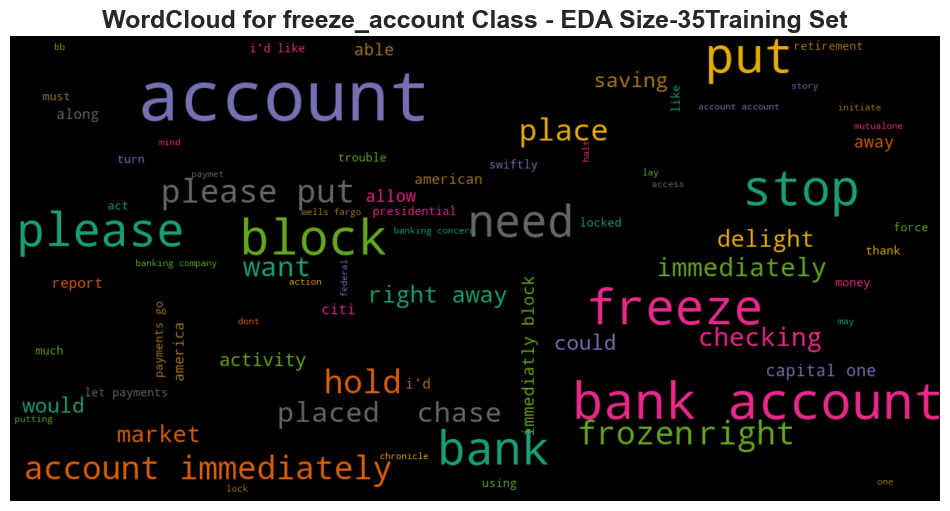 WordCloud for freeze_account Class - EDA Size-35Training Set
bb
i'd like
able
put
retirement
account
saving
like
story
must
along
account account
initiate
place
mutualone
mind
halt
away
turn
trouble
swiftly
paymet
american
lay
access
please put
allow
stop
act
wells fargo
presidential
need
locked
please
block
banking concern
delight
force
thank
banking company
want
federal
immediately
report
action
right away
money
citi
freeze
dont
may
payments go
america
immediatly block
could
checking
much
activity
hold
i'd
capital one
let payments
would
placed
chase
bank account
putting
market
frozen
right
bank
account immediately
chronicle
lock
using
one